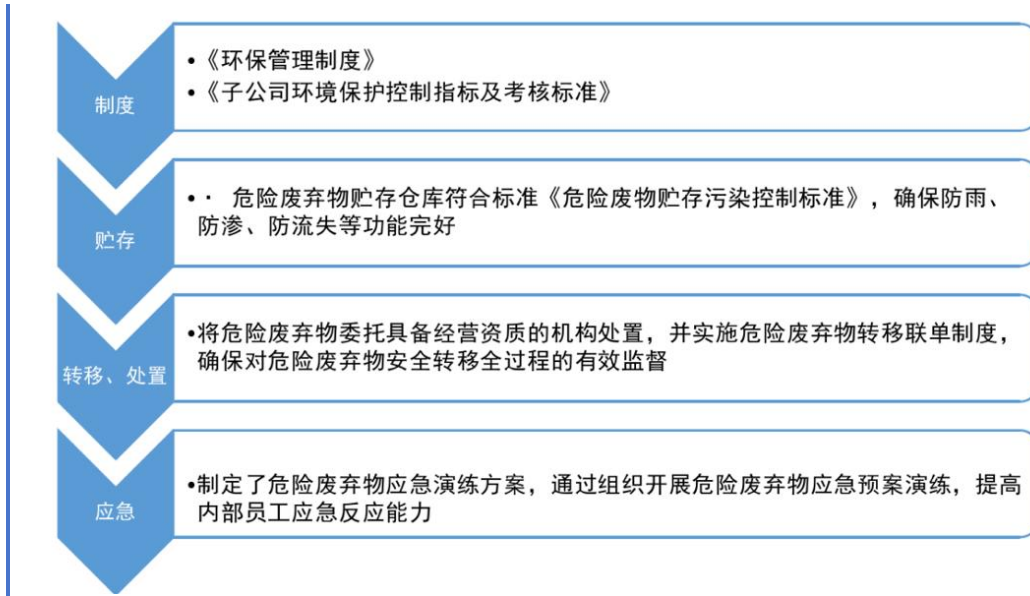 制度
•《环保管理制度》
•《子公司环境保护控制指标及考核标准》
贮存
•· 危险废弃物贮存仓库符合标准《危险废物贮存污染控制标准》，确保防雨、
防渗、防流失等功能完好
转移、处置
•将危险废弃物委托具备经营资质的机构处置，并实施危险废弃物转移联单制度，
确保对危险废弃物安全转移全过程的有效监督
应急
•制定了危险废弃物应急演练方案，通过组织开展危险废弃物应急预案演练，提高
内部员工应急反应能力